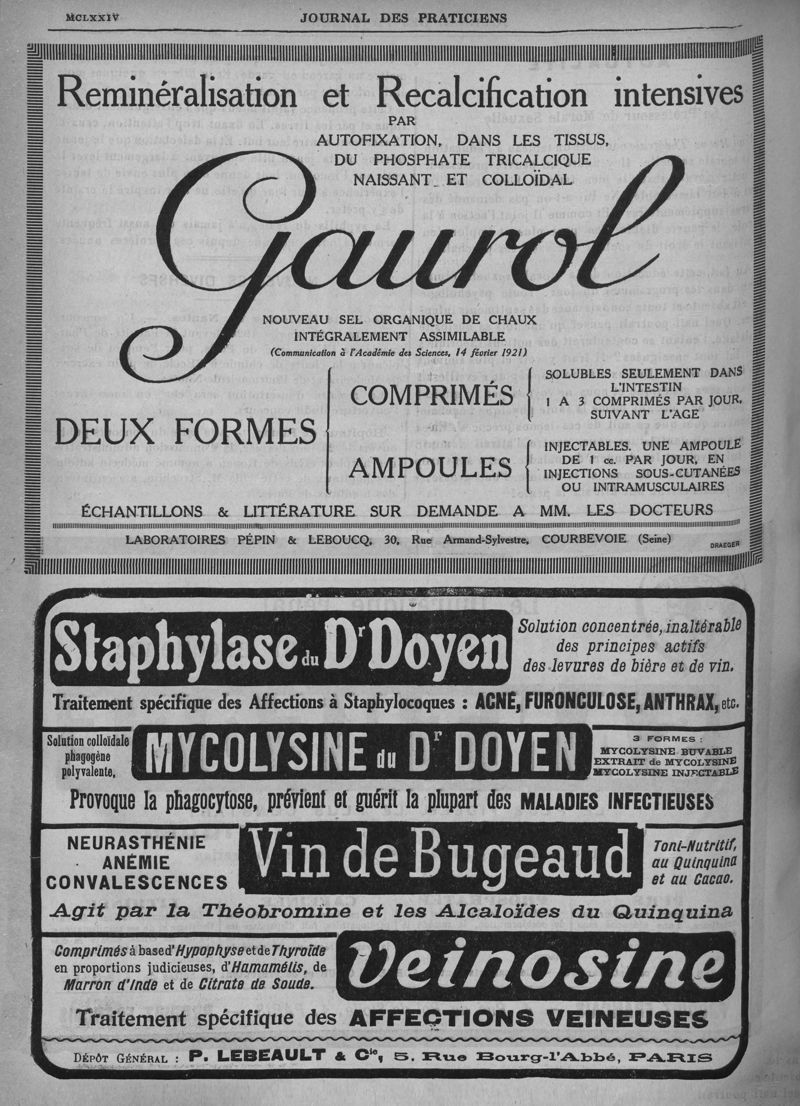 MCLXXIV
JOURNAL DES PRATICIENS
Reminéralisation et Recalcification intensives
PAR
AUTOFIXATION, DANS LES TISSUS,
DU PHOSPHATE TRICALCIQUE
NAISSANT ET COLLOÏDAL
Gaurol
NOUVEAU SEL ORGANIQUE DE CHAUX
INTÉGRALEMENT ASSIMILABLE
(Communication à l'Académie des Sciences, 14 février 1921)
DEUX FORMES
COMPRIMÉS
SOLUBLES SEULEMENT DANS
L'INTESTIN
1 A 3 COMPRIMÉS PAR JOUR,
SUIVANT L'AGE
AMPOULES
INJECTABLES. UNE AMPOULE
DE 1 cc. PAR JOUR, EN
INJECTIONS SOUS-CUTANÉES
OU INTRAMUSCULAIRES
ÉCHANTILLONS & LITTÉRATURE SUR DEMANDE A MM. LES DOCTEURS
LABORATOIRES PÉPIN & LEBOUCQ, 30, Rue Armand-Sylvestre, COURBEVOIE (Seine)
DRAEGER
Staphylase du Dr Doyen
Solution concentrée, inaltérable
des principes actifs
des levures de bière et de vin.
Traitement spécifique des Affections à Staphylocoques : ACNÉ, FURONCULOSE, ANTHRAX, etc.
Solution colloïdale
phagogène
polyvalente,
MYCOLYSINE du Dr DOYEN
3 FORMES :
MYCOLYSINE BUVABLE
EXTRAIT de MYCOLYSINE
MYCOLYSINE INJECTABLE
Provoque la phagocytose, prévient et guérit la plupart des MALADIES INFECTIEUSES
NEURASTHÉNIE
ANÉMIE
CONVALESCENCES
Vin de Bugeaud
Toni-Nutritif,
au Quinquina
et au Cacao.
Agit par la Théobromine et les Alcaloïdes du Quinquina
Comprimés à base d'Hypophyse et de Thyroïde
en proportions judicieuses, d'Hamamélis, de
Marron d'Inde et de Citrate de Soude.
Veinosine
Traitement spécifique des AFFECTIONS VEINEUSES
DÉPÔT GÉNÉRAL : P. LEBEAULT & Cie, 5, Rue Bourg-l'Abbé, PARIS